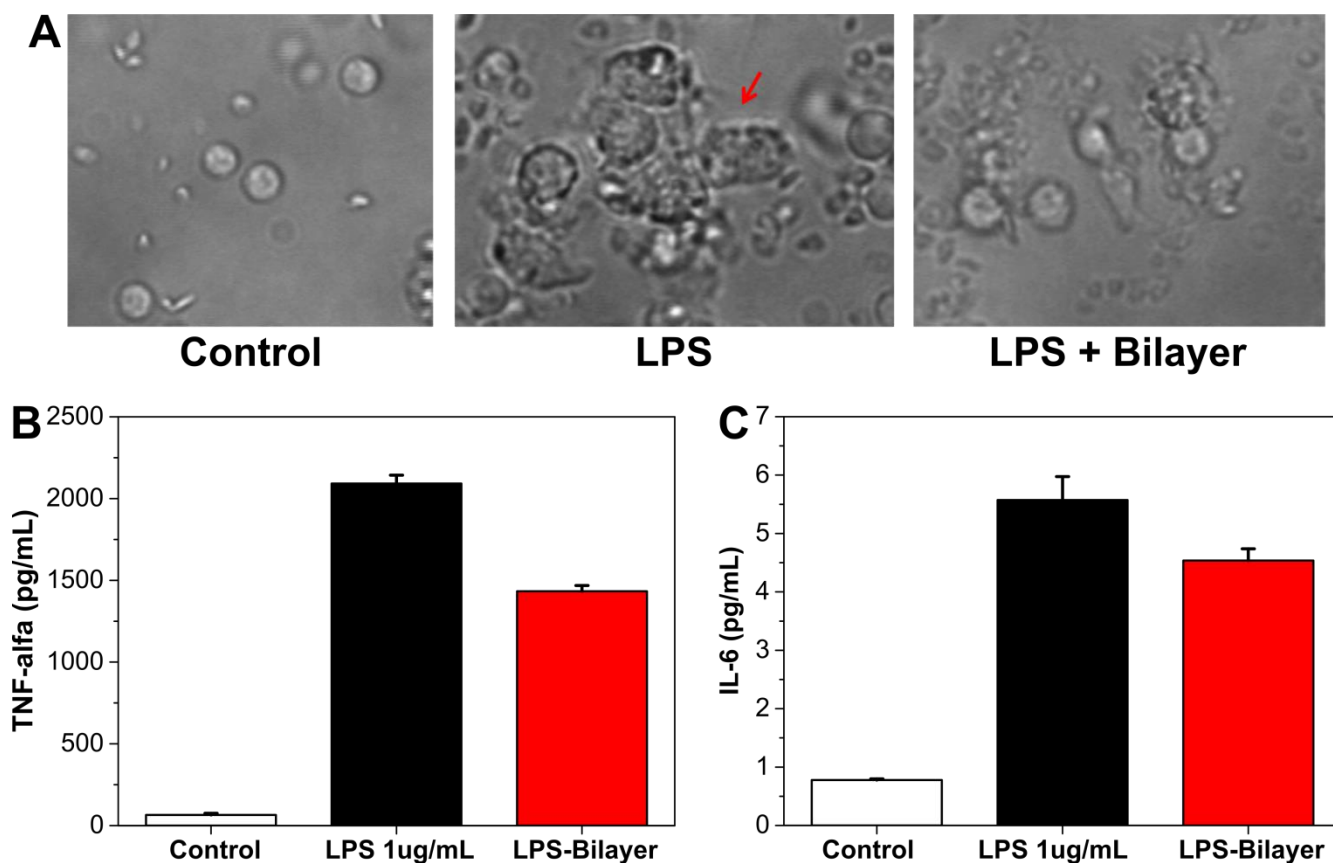 A
Control
LPS
LPS + Bilayer
B
TNF-alfa (pg/mL)
2500
2000
1500
1000
500
0
Control
LPS 1ug/mL
LPS-Bilayer
C
IL-6 (pg/mL)
7
6
5
4
3
2
1
0
Control
LPS 1ug/mL
LPS-Bilayer